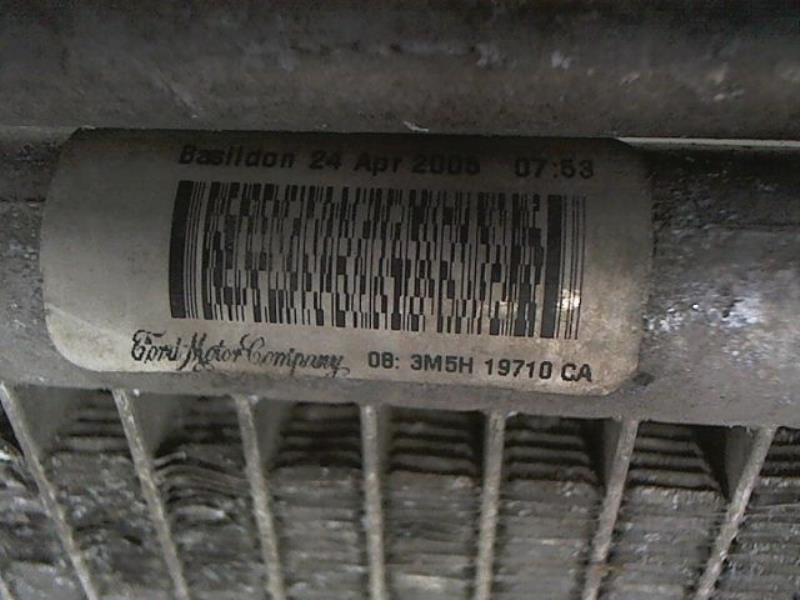 Basildon 24 Apr 2005 07:53
Ford Motor Company 08: 3M5H 19710 CA